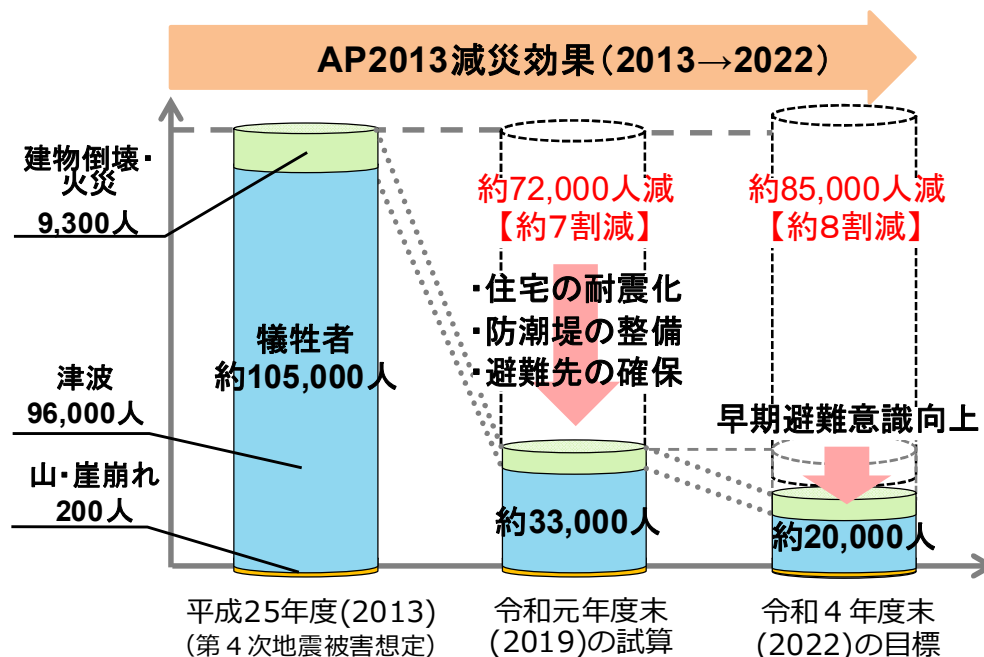 AP2013減災効果（2013→2022）
建物倒壊・
火災
9,300人
津波
96,000人
山・崖崩れ
200人
犠牲者
約105,000人
約72,000人減
【約７割減】
・住宅の耐震化
・防潮堤の整備
・避難先の確保
約33,000人
約85,000人減
【約８割減】
早期避難意識向上
約20,000人
平成25年度(2013)
(第４次地震被害想定)
令和元年度末
(2019)の試算
令和４年度末
(2022)の目標